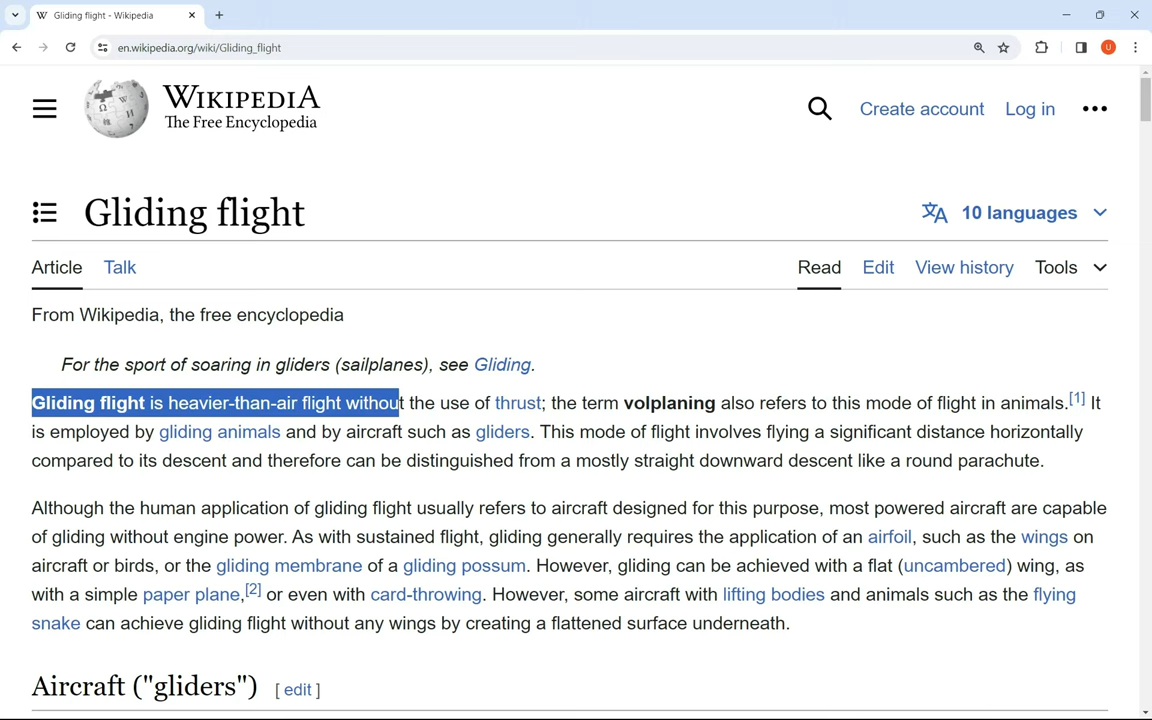 Gliding flight - Wikipedia
en.wikipedia.org/wiki/Gliding_flight
U
WIKIPEDIA
The Free Encyclopedia
Create account Log in
Gliding flight
10 languages
Article Talk Read Edit View history Tools
From Wikipedia, the free encyclopedia
For the sport of soaring in gliders (sailplanes), see Gliding.
Gliding flight is heavier-than-air flight without the use of thrust; the term volplaning also refers to this mode of flight in animals.[1] It
is employed by gliding animals and by aircraft such as gliders. This mode of flight involves flying a significant distance horizontally
compared to its descent and therefore can be distinguished from a mostly straight downward descent like a round parachute.
Although the human application of gliding flight usually refers to aircraft designed for this purpose, most powered aircraft are capable
of gliding without engine power. As with sustained flight, gliding generally requires the application of an airfoil, such as the wings on
aircraft or birds, or the gliding membrane of a gliding possum. However, gliding can be achieved with a flat (uncambered) wing, as
with a simple paper plane,[2] or even with card-throwing. However, some aircraft with lifting bodies and animals such as the flying
snake can achieve gliding flight without any wings by creating a flattened surface underneath.
Aircraft ("gliders") [ edit ]